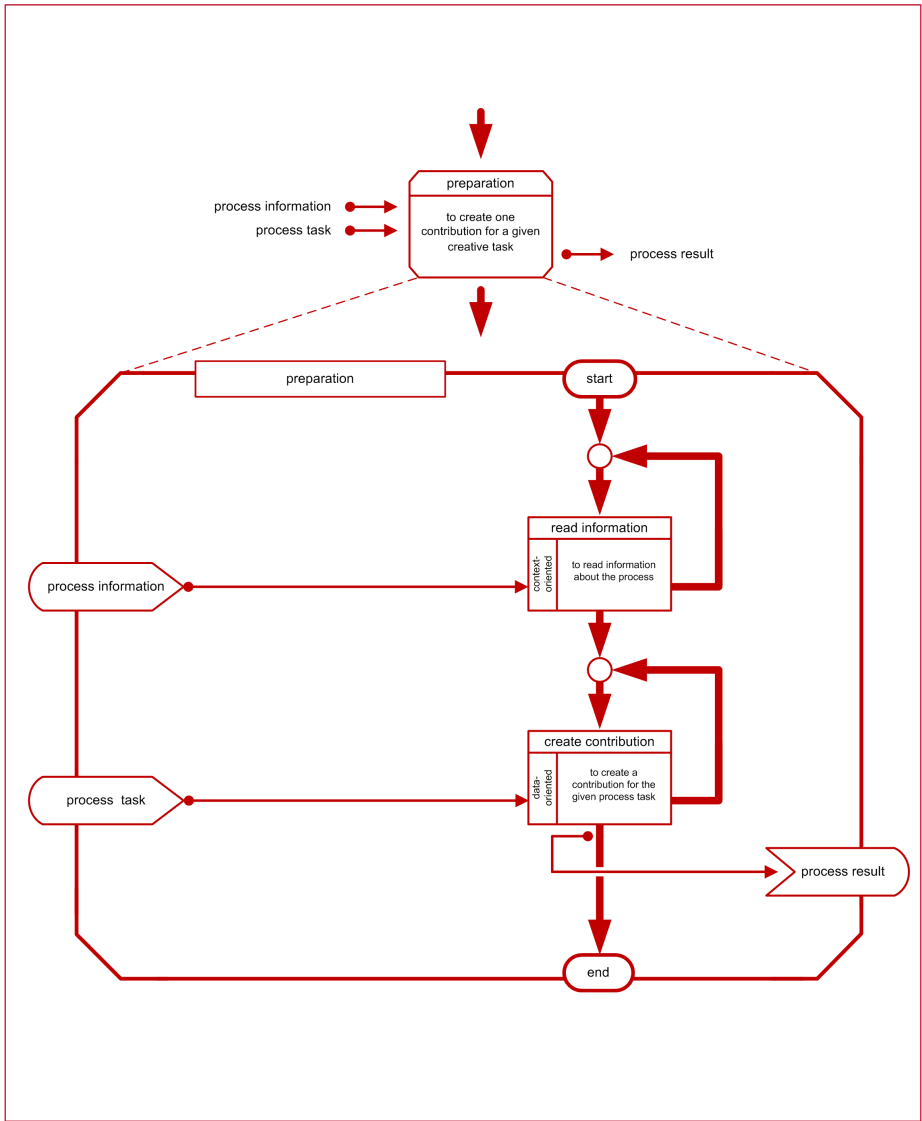 preparation
process information
process task
to create one
contribution for a given
creative task
process result
preparation
start
read information
context-
oriented
to read information
about the process
process information
create contribution
data-
oriented
to create a
contribution for the
given process task
process  task
process result
end